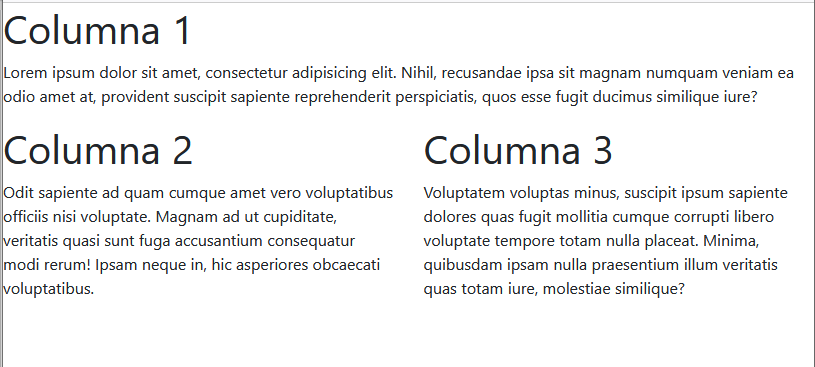 Columna 1
Lorem ipsum dolor sit amet, consectetur adipisicing elit. Nihil, recusandae ipsa sit magnam numquam veniam ea
odio amet at, provident suscipit sapiente reprehenderit perspiciatis, quos esse fugit ducimus similique iure?
Columna 2
Odit sapiente ad quam cumque amet vero voluptatibus
officiis nisi voluptate. Magnam ad ut cupiditate,
veritatis quasi sunt fuga accusantium consequatur
modi rerum! Ipsam neque in, hic asperiores obcaecati
voluptatibus.
Columna 3
Voluptatem voluptas minus, suscipit ipsum sapiente
dolores quas fugit mollitia cumque corrupti libero
voluptate tempore totam nulla placeat. Minima,
quibusdam ipsam nulla praesentium illum veritatis
quas totam iure, molestiae similique?